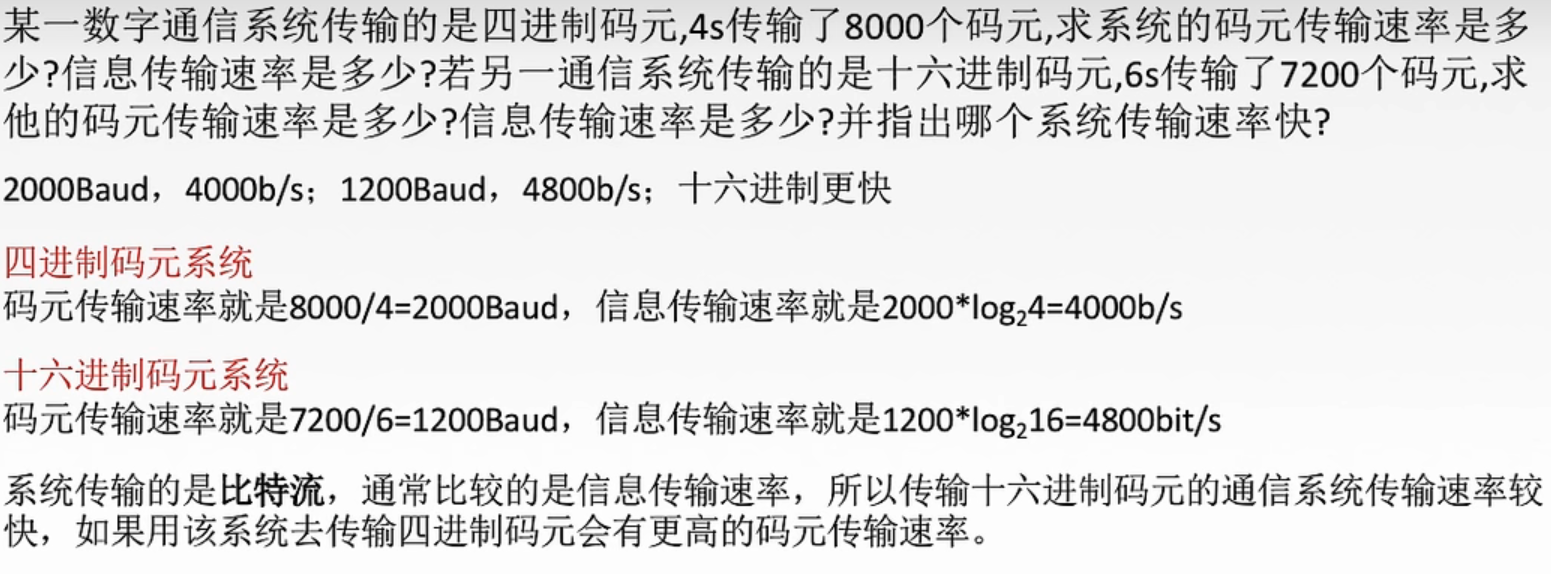 某一数字通信系统传输的是四进制码元,4s传输了8000个码元,求系统的码元传输速率是多
少?信息传输速率是多少?若另一通信系统传输的是十六进制码元,6s传输了7200个码元,求
他的码元传输速率是多少?信息传输速率是多少?并指出哪个系统传输速率快?
2000Baud，4000b/s；1200Baud，4800b/s；十六进制更快
四进制码元系统
码元传输速率就是8000/4=2000Baud，信息传输速率就是2000*log₂4=4000b/s
十六进制码元系统
码元传输速率就是7200/6=1200Baud，信息传输速率就是1200*log₂16=4800bit/s
系统传输的是比特流，通常比较的是信息传输速率，所以传输十六进制码元的通信系统传输速率较
快，如果用该系统去传输四进制码元会有更高的码元传输速率。